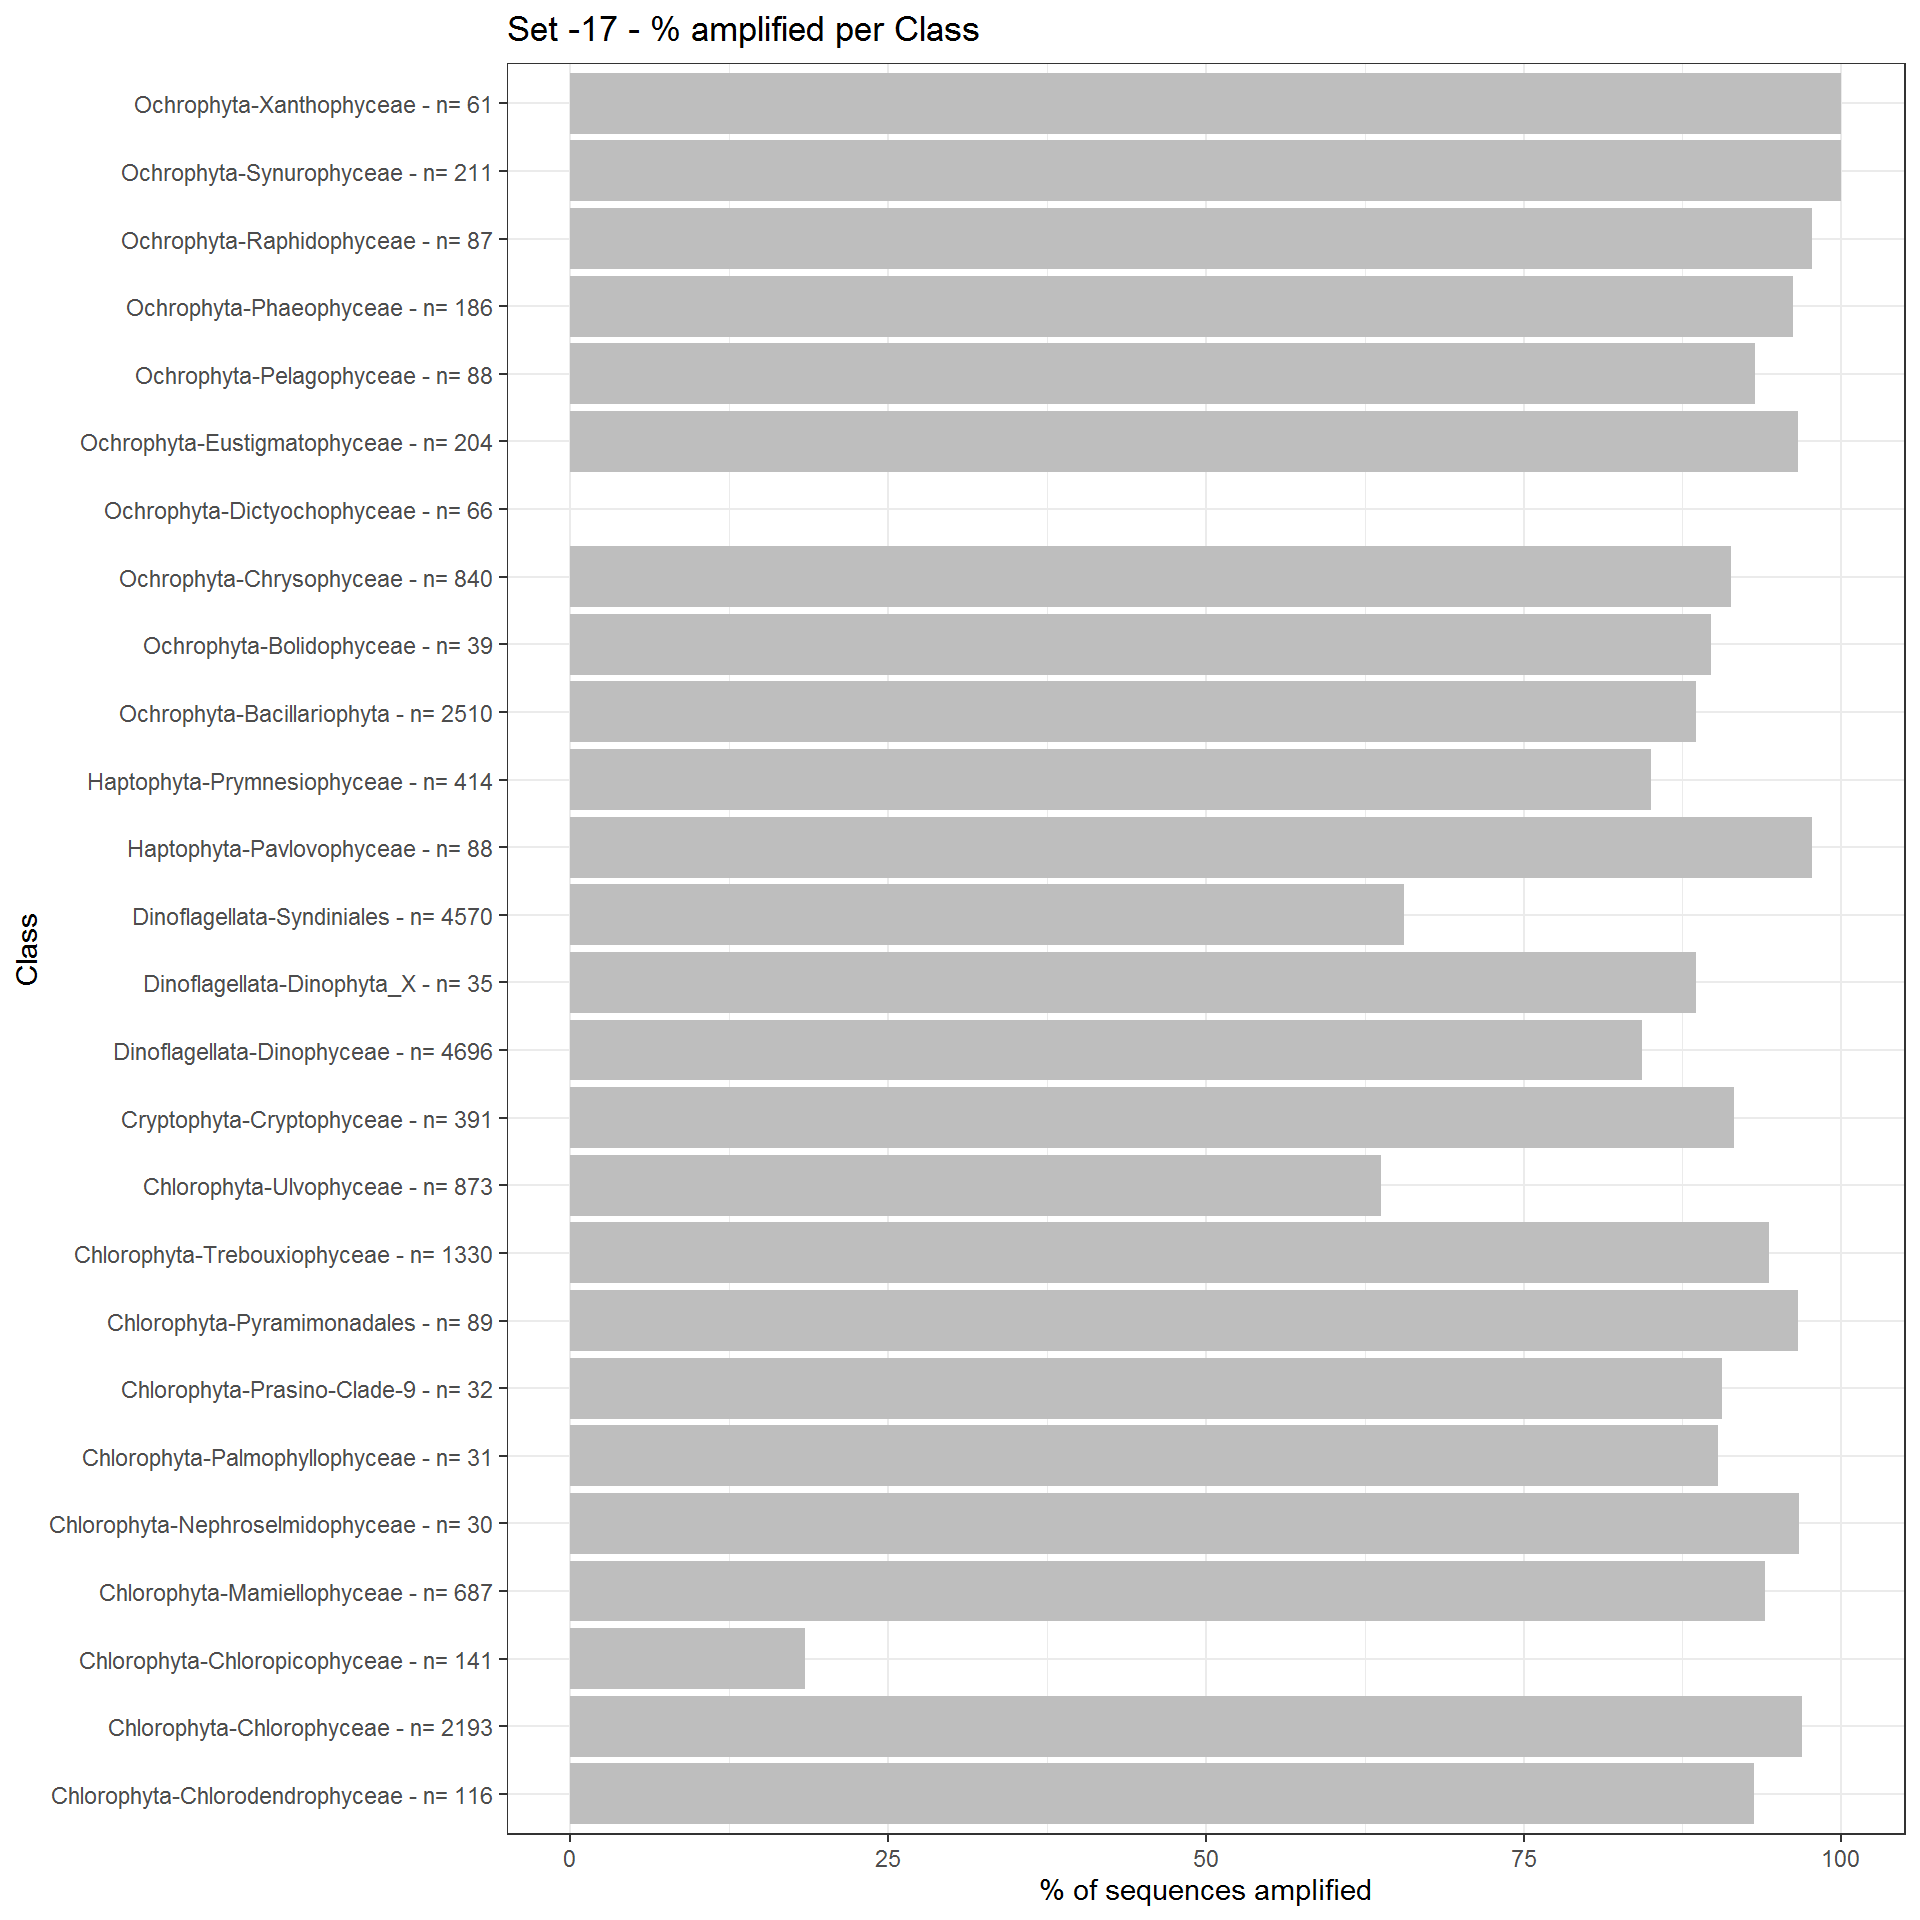 Set -17 - % amplified per Class
Ochrophyta-Xanthophyceae - n= 61
Ochrophyta-Synurophyceae - n= 211
Ochrophyta-Raphidophyceae - n= 87
Ochrophyta-Phaeophyceae - n= 186
Ochrophyta-Pelagophyceae - n= 88
Ochrophyta-Eustigmatophyceae - n= 204
Ochrophyta-Dictyochophyceae - n= 66
Ochrophyta-Chrysophyceae - n= 840
Ochrophyta-Bolidophyceae - n= 39
Ochrophyta-Bacillariophyta - n= 2510
Haptophyta-Prymnesiophyceae - n= 414
Haptophyta-Pavlovophyceae - n= 88
Dinoflagellata-Syndiniales - n= 4570
Dinoflagellata-Dinophyta_X - n= 35
Dinoflagellata-Dinophyceae - n= 4696
Cryptophyta-Cryptophyceae - n= 391
Chlorophyta-Ulvophyceae - n= 873
Chlorophyta-Trebouxiophyceae - n= 1330
Chlorophyta-Pyramimonadales - n= 89
Chlorophyta-Prasino-Clade-9 - n= 32
Chlorophyta-Palmophyllophyceae - n= 31
Chlorophyta-Nephroselmidophyceae - n= 30
Chlorophyta-Mamiellophyceae - n= 687
Chlorophyta-Chloropicophyceae - n= 141
Chlorophyta-Chlorophyceae - n= 2193
Chlorophyta-Chlorodendrophyceae - n= 116
Class
0 25 50 75 100
% of sequences amplified